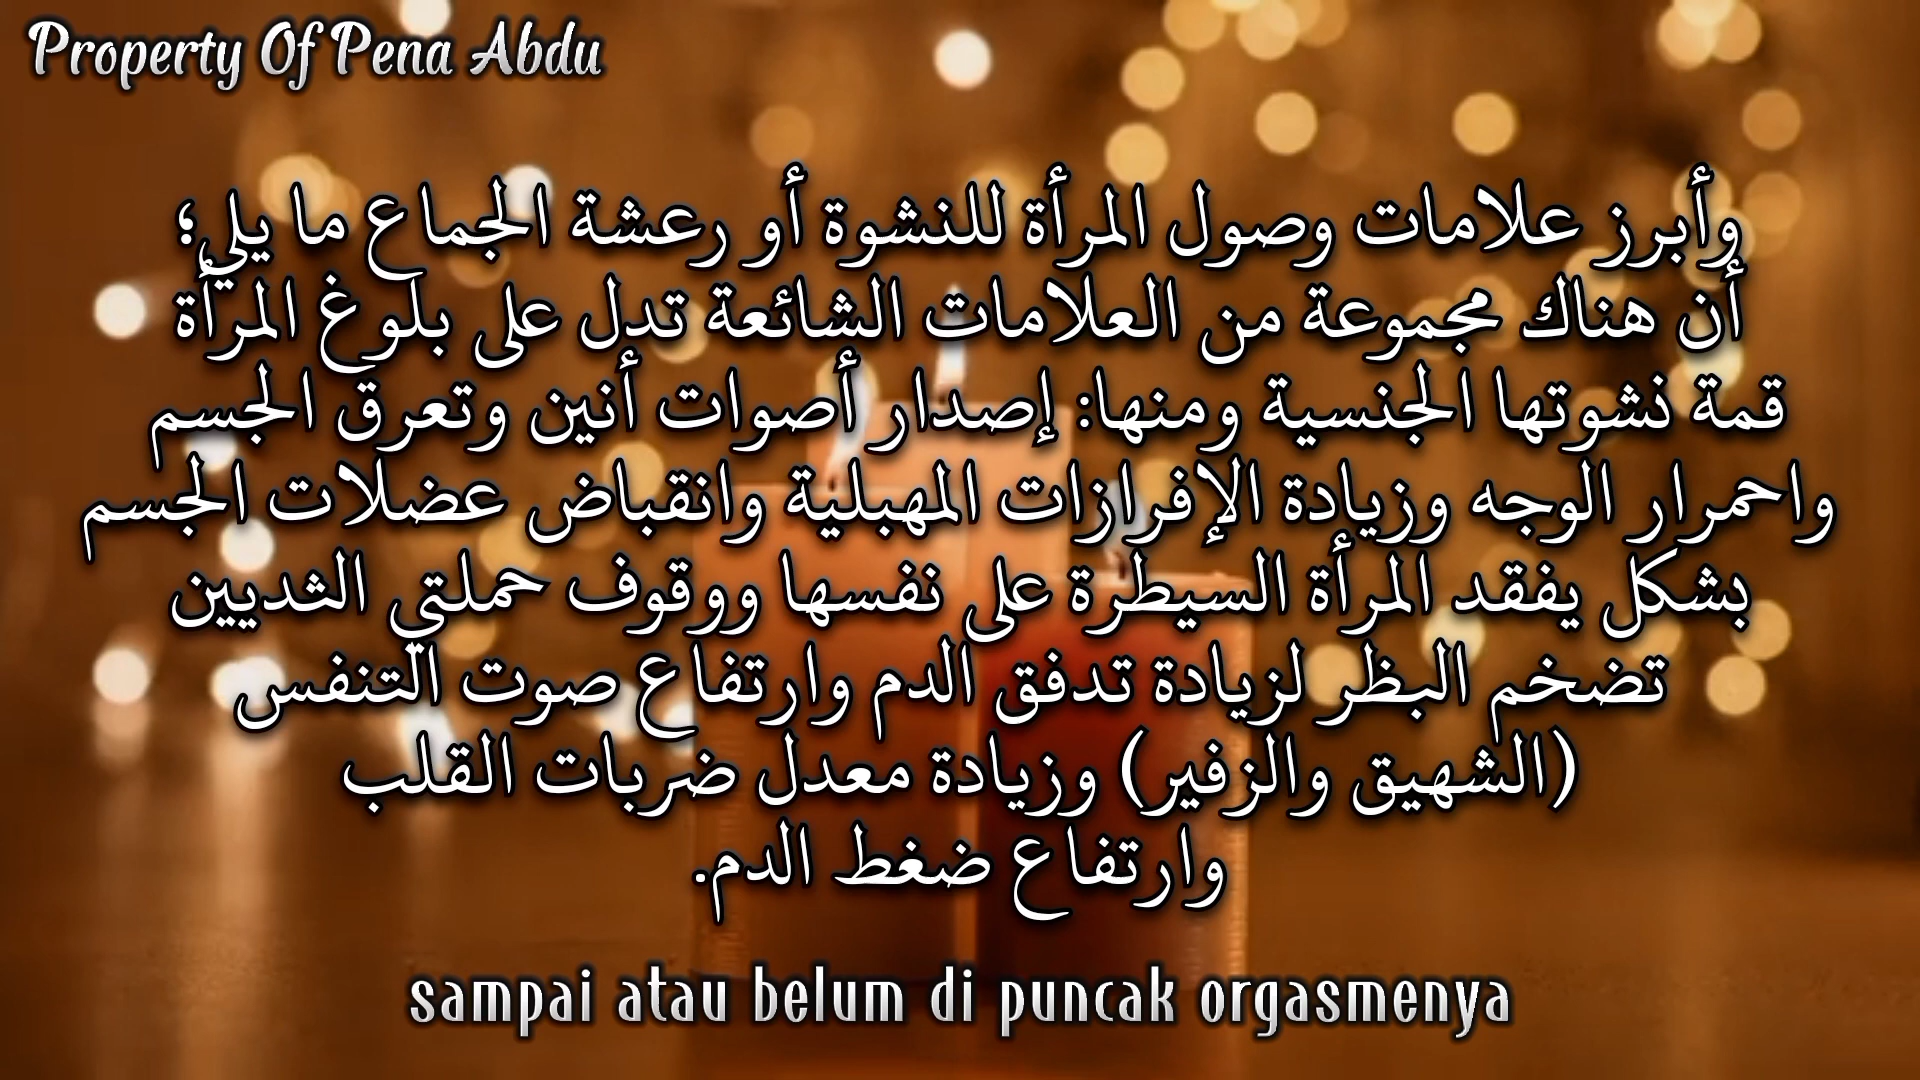 Property Of Pena Abdu
وأبرز علامات وصول المرأة للنشوة أو رعشة الجماع ما يلي؛
أن هناك مجموعة من العلامات الشائعة تدل على بلوغ المرأة
قمة نشوتها الجنسية ومنها: إصدار أصوات أنين وتعرق الجسم
واحمرار الوجه وزيادة الإفرازات المهبلية وانقباض عضلات الجسم
بشكل يفقد المرأة السيطرة على نفسها ووقوف حملتي الثديين
تضخم البظر لزيادة تدفق الدم وارتفاع صوت التنفس
(الشهيق والزفير) وزيادة معدل ضربات القلب
وارتفاع ضغط الدم.
sampai atau belum di puncak orgasmenya